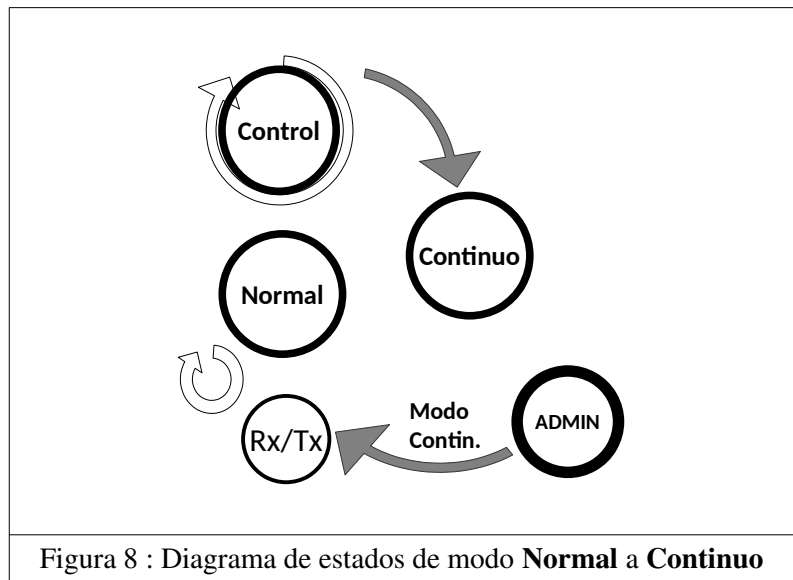 Control
Continuo
Normal
Modo
Contin.
ADMIN
Rx/Tx
Figura 8 : Diagrama de estados de modo Normal a Continuo